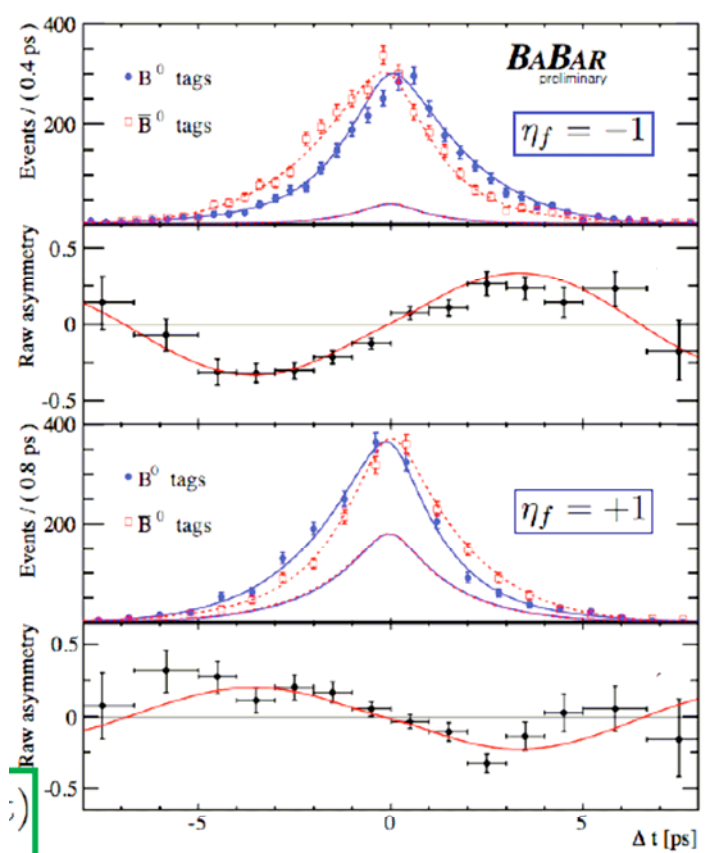 400
B⁰ tags
BABAR
preliminary
B̅⁰ tags
η_f = −1
200
Events / ( 0.4 ps )
0.5
0
-0.5
Raw asymmetry
400
B⁰ tags
B̅⁰ tags
η_f = +1
200
Events / ( 0.8 ps )
0.5
0
-0.5
Raw asymmetry
)
-5 0 5
Δ t [ps]